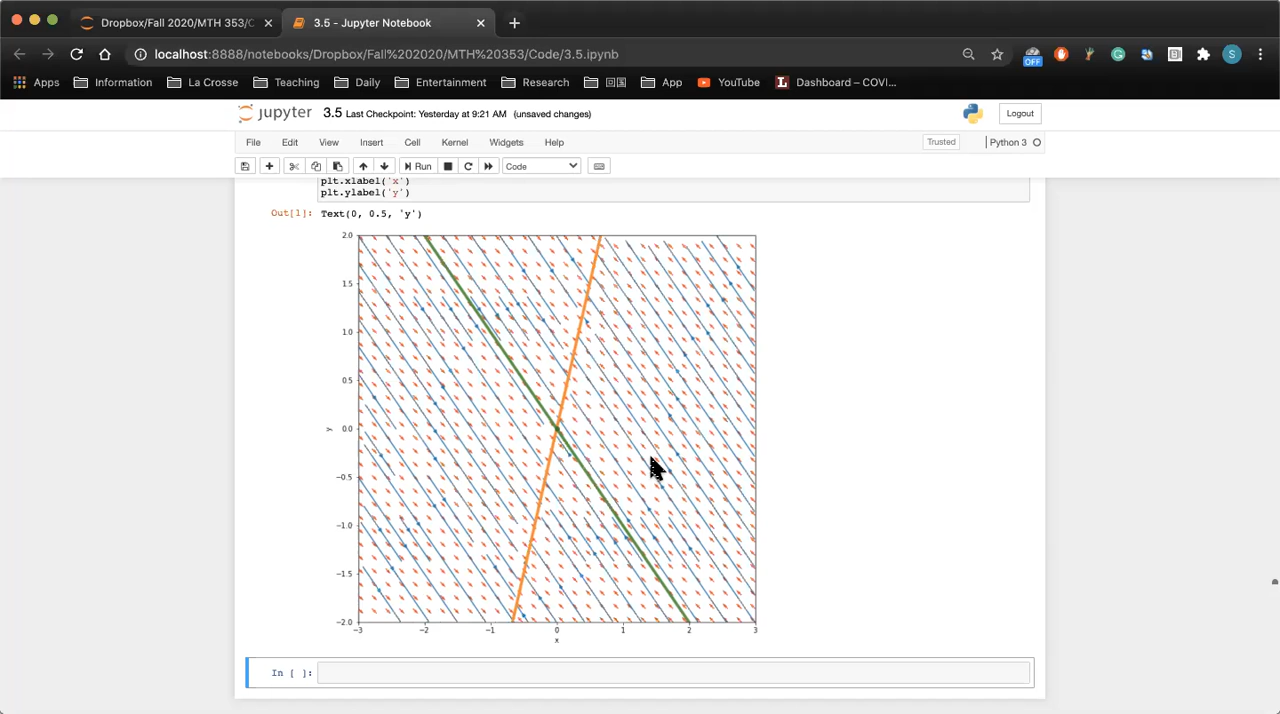 Dropbox/Fall 2020/MTH 353/C
3.5 - Jupyter Notebook
localhost:8888/notebooks/Dropbox/Fall%202020/MTH%20353/Code/3.5.ipynb
OFF
S
Apps Information La Crosse Teaching Daily Entertainment Research 回国 App YouTube Dashboard – COVI...
jupyter 3.5 Last Checkpoint: Yesterday at 9:21 AM (unsaved changes) Logout
File Edit View Insert Cell Kernel Widgets Help Trusted Python 3
Run Code
plt.xlabel('x')
plt.ylabel('y')
Out[1]: Text(0, 0.5, 'y')
2.0
1.5
1.0
0.5
0.0
y
−0.5
−1.0
−1.5
−2.0
−3 −2 −1 0 1 2 3
x
In [ ]: